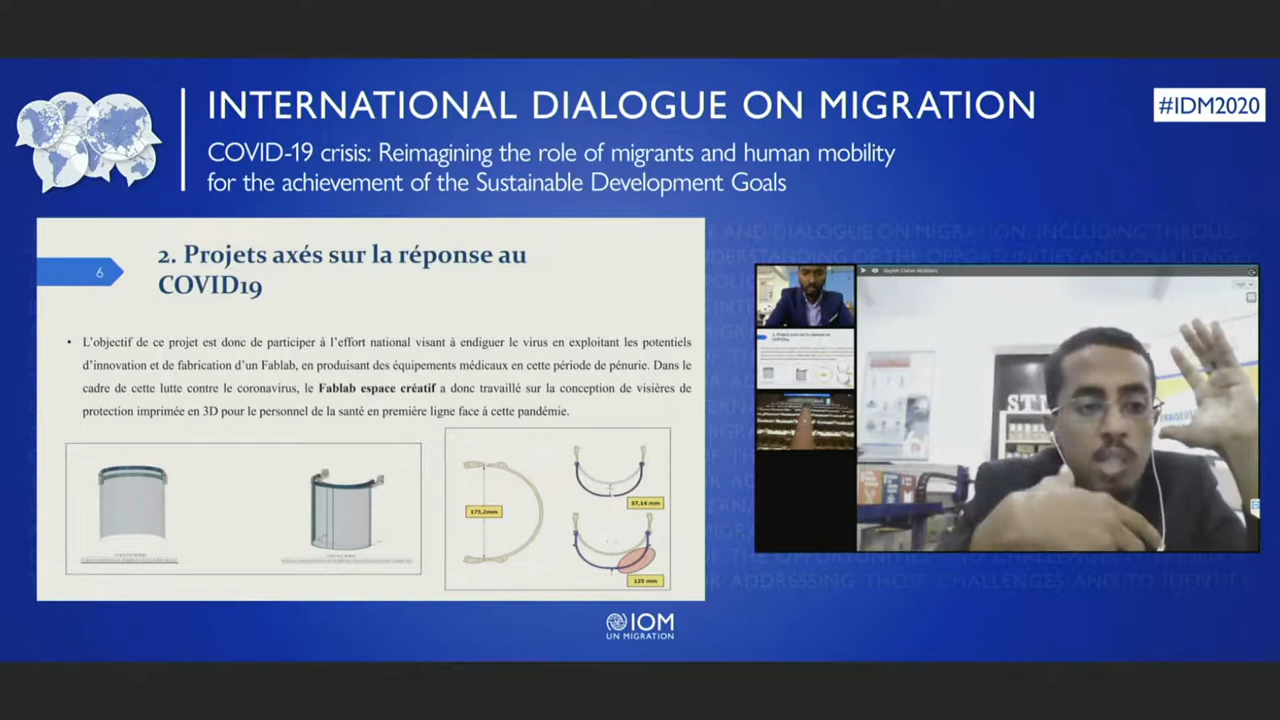 INTERNATIONAL DIALOGUE ON MIGRATION
#IDM2020
COVID-19 crisis: Reimagining the role of migrants and human mobility
for the achievement of the Sustainable Development Goals
6
2. Projets axés sur la réponse au
COVID19
• L’objectif de ce projet est donc de participer à l’effort national visant à endiguer le virus en exploitant les potentiels
d’innovation et de fabrication d’un Fablab, en produisant des équipements médicaux en cette période de pénurie. Dans le
cadre de cette lutte contre le coronavirus, le Fablab espace créatif a donc travaillé sur la conception de visières de
protection imprimée en 3D pour le personnel de la santé en première ligne face à cette pandémie.
175,2mm
57,14 mm
125 mm
IOM
UN MIGRATION